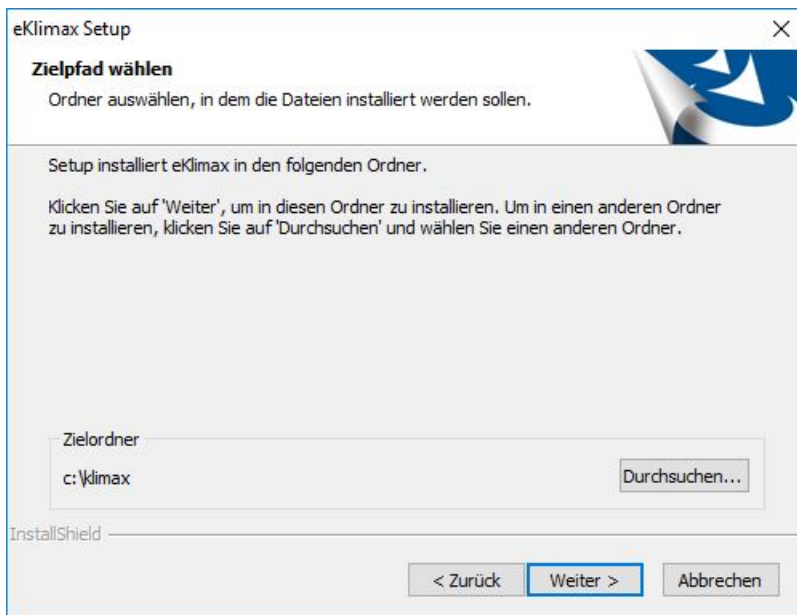 eKlimax Setup
Zielpfad wählen
Ordner auswählen, in dem die Dateien installiert werden sollen.
Setup installiert eKlimax in den folgenden Ordner.
Klicken Sie auf 'Weiter', um in diesen Ordner zu installieren. Um in einen anderen Ordner
zu installieren, klicken Sie auf 'Durchsuchen' und wählen Sie einen anderen Ordner.
Zielordner
c:\klimax
Durchsuchen...
InstallShield
< Zurück
Weiter >
Abbrechen